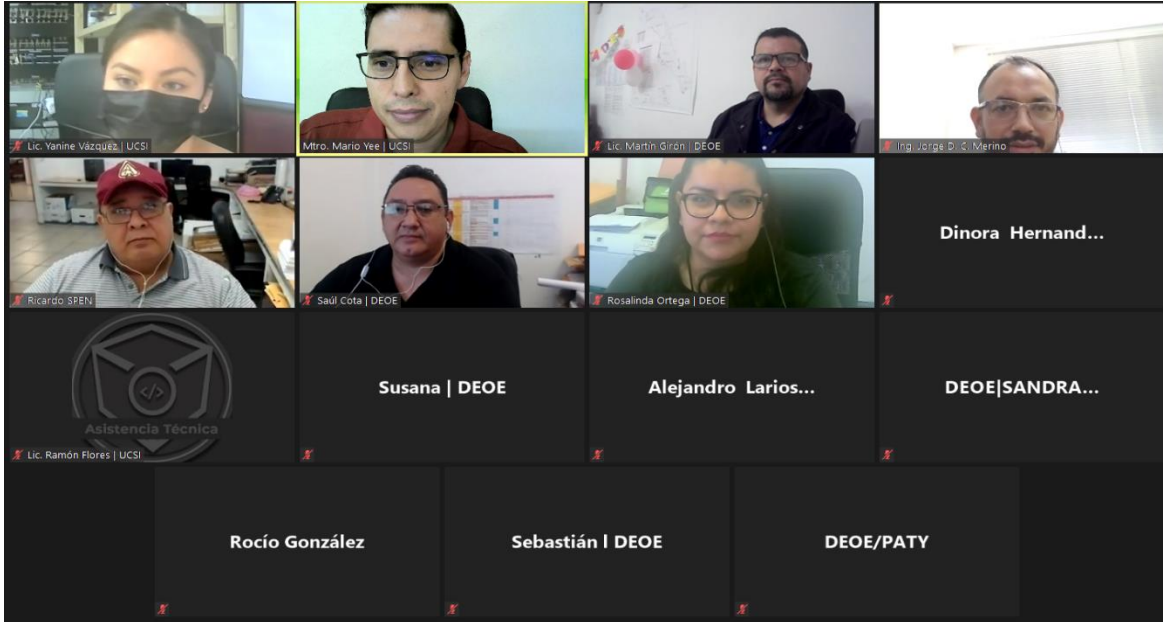 Lic. Yanine Vázquez | UCSI
Mtro. Mario Yee | UCSI
Lic. Martín Girón | DEOE
Ing. Jorge D. C. Merino
Ricardo SPEN
Saúl Cota | DEOE
Rosalinda Ortega | DEOE
Dinora Hernand...
</>
Asistencia Técnica
Lic. Ramón Flores | UCSI
Susana | DEOE
Alejandro Larios...
DEOE|SANDRA...
Rocío González
Sebastián l DEOE
DEOE/PATY